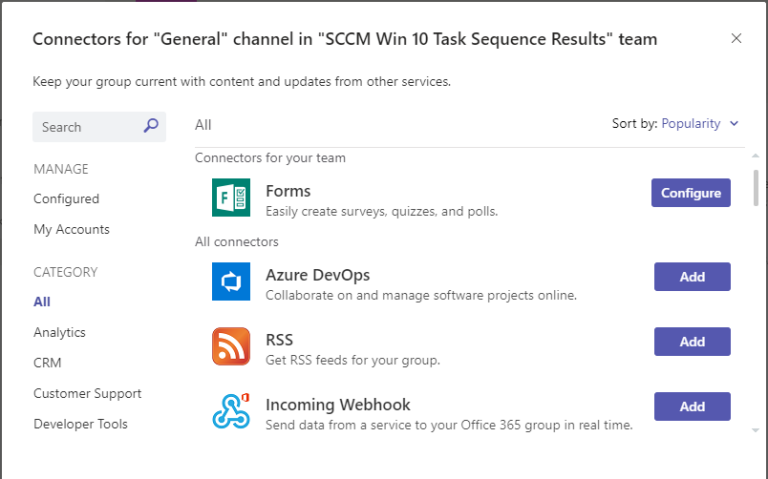 Connectors for "General" channel in "SCCM Win 10 Task Sequence Results" team
Keep your group current with content and updates from other services.
Search
All
Sort by: Popularity
MANAGE
Configured
My Accounts
CATEGORY
All
Analytics
CRM
Customer Support
Developer Tools
Connectors for your team
F
Forms
Easily create surveys, quizzes, and polls.
Configure
All connectors
Azure DevOps
Collaborate on and manage software projects online.
Add
RSS
Get RSS feeds for your group.
Add
Incoming Webhook
Send data from a service to your Office 365 group in real time.
Add